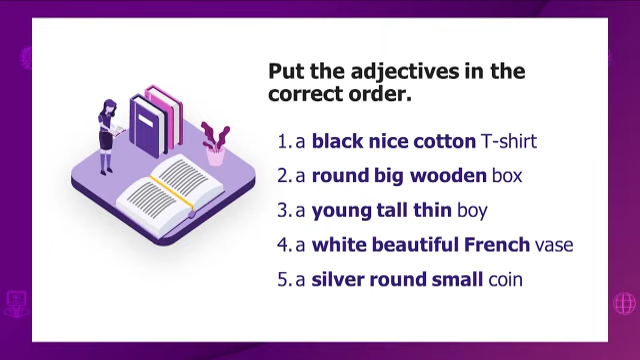 Put the adjectives in the
correct order.
1. a black nice cotton T-shirt
2. a round big wooden box
3. a young tall thin boy
4. a white beautiful French vase
5. a silver round small coin